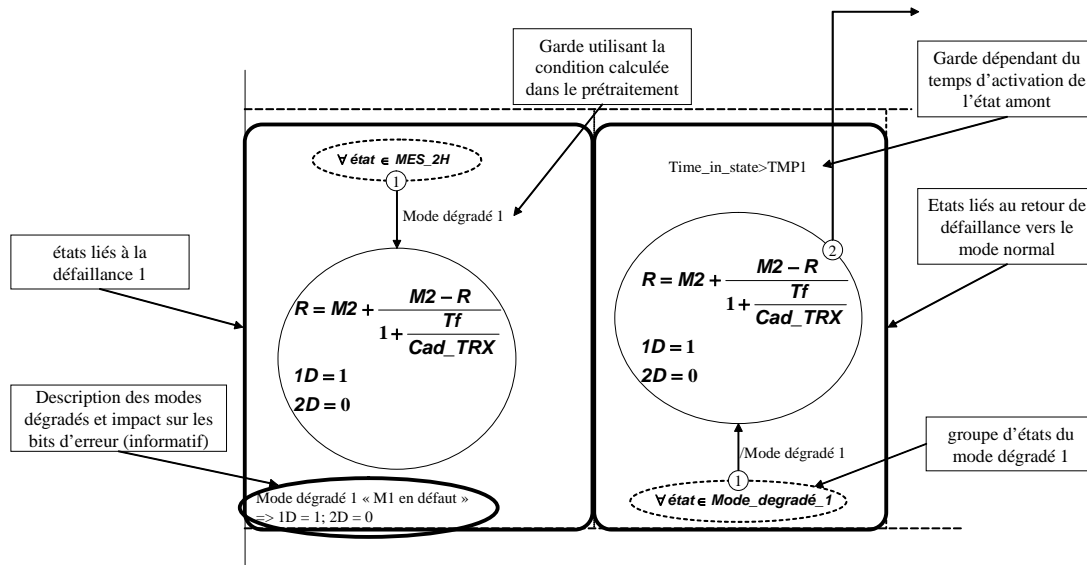 Garde utilisant la
condition calculée
dans le prétraitement
Garde dépendant du
temps d'activation de
l'état amont
∀ état ∈ MES_2H
1
Mode dégradé 1
Time_in_state>TMP1
Etats liés au retour de
défaillance vers le
mode normal
états liés à la
défaillance 1
2
R = M2 + (M2 – R) / (1 + Tf / Cad_TRX)
1D = 1
2D = 0
R = M2 + (M2 – R) / (1 + Tf / Cad_TRX)
1D = 1
2D = 0
Description des modes
dégradés et impact sur les
bits d'erreur (informatif)
groupe d'états du
mode dégradé 1
/Mode dégradé 1
1
∀ état ∈ Mode_degradé_1
Mode dégradé 1 « M1 en défaut »
=> 1D = 1; 2D = 0